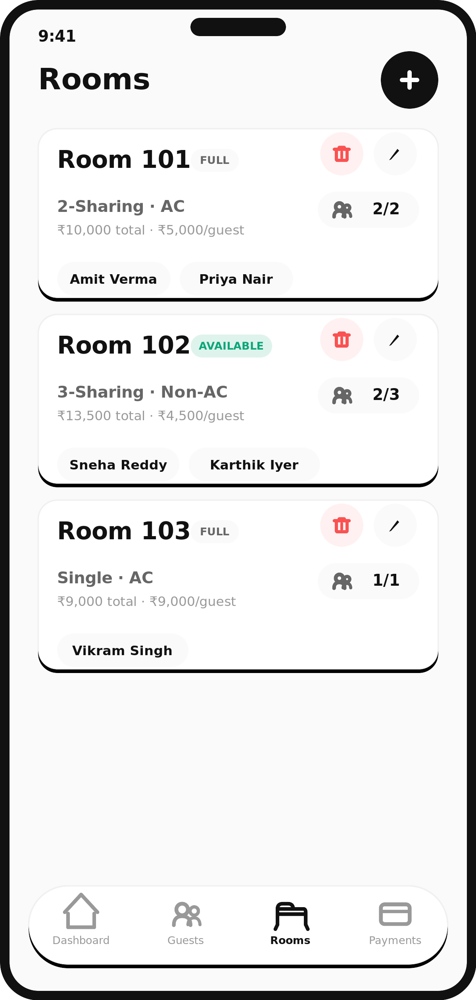 9:41
Rooms
Room 101 FULL
2-Sharing · AC
2/2
₹10,000 total · ₹5,000/guest
Amit Verma Priya Nair
Room 102 AVAILABLE
3-Sharing · Non-AC
2/3
₹13,500 total · ₹4,500/guest
Sneha Reddy Karthik Iyer
Room 103 FULL
Single · AC
1/1
₹9,000 total · ₹9,000/guest
Vikram Singh
Dashboard Guests Rooms Payments